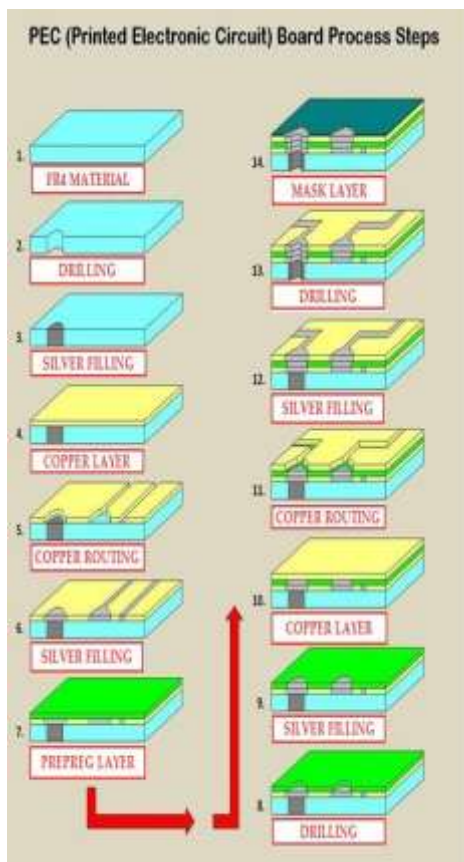 PEC (Printed Electronic Circuit) Board Process Steps
1.
FR4 MATERIAL
2.
DRILLING
3.
SILVER FILLING
4.
COPPER LAYER
5.
COPPER ROUTING
6.
SILVER FILLING
7.
PREPREG LAYER
8.
DRILLING
9.
SILVER FILLING
10.
COPPER LAYER
11.
COPPER ROUTING
12.
SILVER FILLING
13.
DRILLING
14.
MASK LAYER